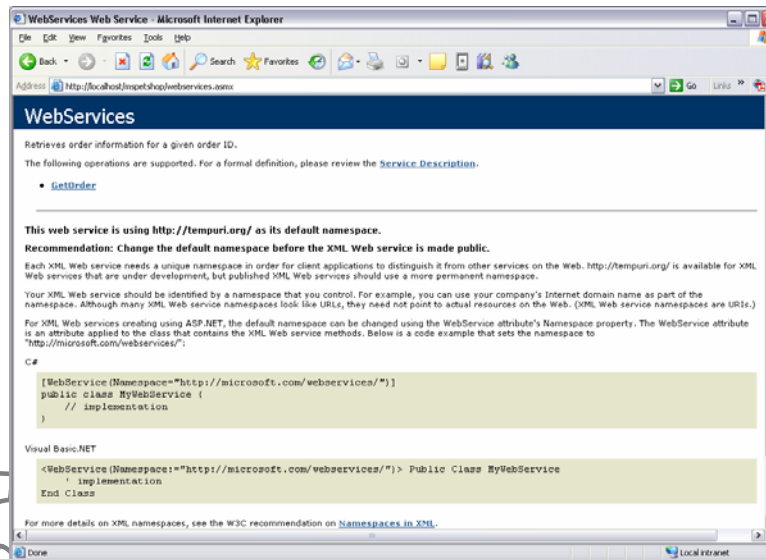 WebServices Web Service - Microsoft Internet Explorer
File Edit View Favorites Tools Help
Back Search Favorites
Address http://localhost/mspetshop/webservices.asmx Go Links »
WebServices
Retrieves order information for a given order ID.
The following operations are supported. For a formal definition, please review the Service Description.
• GetOrder
This web service is using http://tempuri.org/ as its default namespace.
Recommendation: Change the default namespace before the XML Web service is made public.
Each XML Web service needs a unique namespace in order for client applications to distinguish it from other services on the Web. http://tempuri.org/ is available for XML
Web services that are under development, but published XML Web services should use a more permanent namespace.
Your XML Web service should be identified by a namespace that you control. For example, you can use your company's Internet domain name as part of the
namespace. Although many XML Web service namespaces look like URLs, they need not point to actual resources on the Web. (XML Web service namespaces are URIs.)
For XML Web services creating using ASP.NET, the default namespace can be changed using the WebService attribute's Namespace property. The WebService attribute
is an attribute applied to the class that contains the XML Web service methods. Below is a code example that sets the namespace to
"http://microsoft.com/webservices/":
C#
[WebService(Namespace="http://microsoft.com/webservices/")]
public class MyWebService {
// implementation
}
Visual Basic.NET
<WebService(Namespace:="http://microsoft.com/webservices/")> Public Class MyWebService
' implementation
End Class
For more details on XML namespaces, see the W3C recommendation on Namespaces in XML.
Done Local intranet